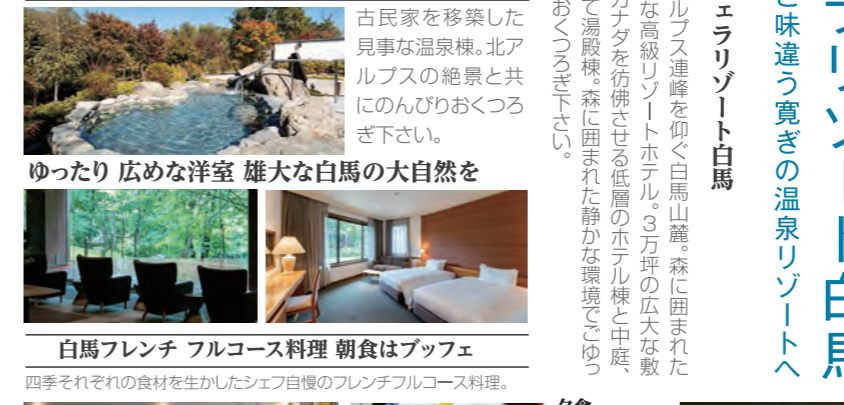 リゾート白馬
味違う寛ぎの温泉リゾートへ
ェラリゾート白馬
ルプス連峰を仰ぐ白馬山麓。森に囲まれた
な高級リゾートホテル。3万坪の広大な敷
カナダを彷彿させる低層のホテル棟と中庭、
て湯殿棟。森に囲まれた静かな環境でごゆっ
おくつろぎ下さい。
古民家を移築した
見事な温泉棟。北ア
ルプスの絶景と共
にのんびりおくつろ
ぎ下さい。
ゆったり 広めな洋室 雄大な白馬の大自然を
白馬フレンチ フルコース料理 朝食はブッフェ
四季それぞれの食材を生かしたシェフ自慢のフレンチフルコース料理。